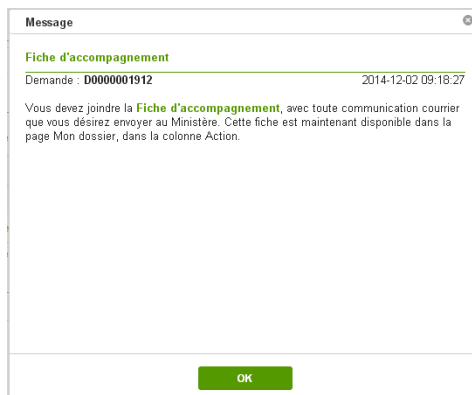 Message
Fiche d'accompagnement
Demande : D0000001912 2014-12-02 09:18:27
Vous devez joindre la Fiche d'accompagnement, avec toute communication courrier
que vous désirez envoyer au Ministère. Cette fiche est maintenant disponible dans la
page Mon dossier, dans la colonne Action.
OK